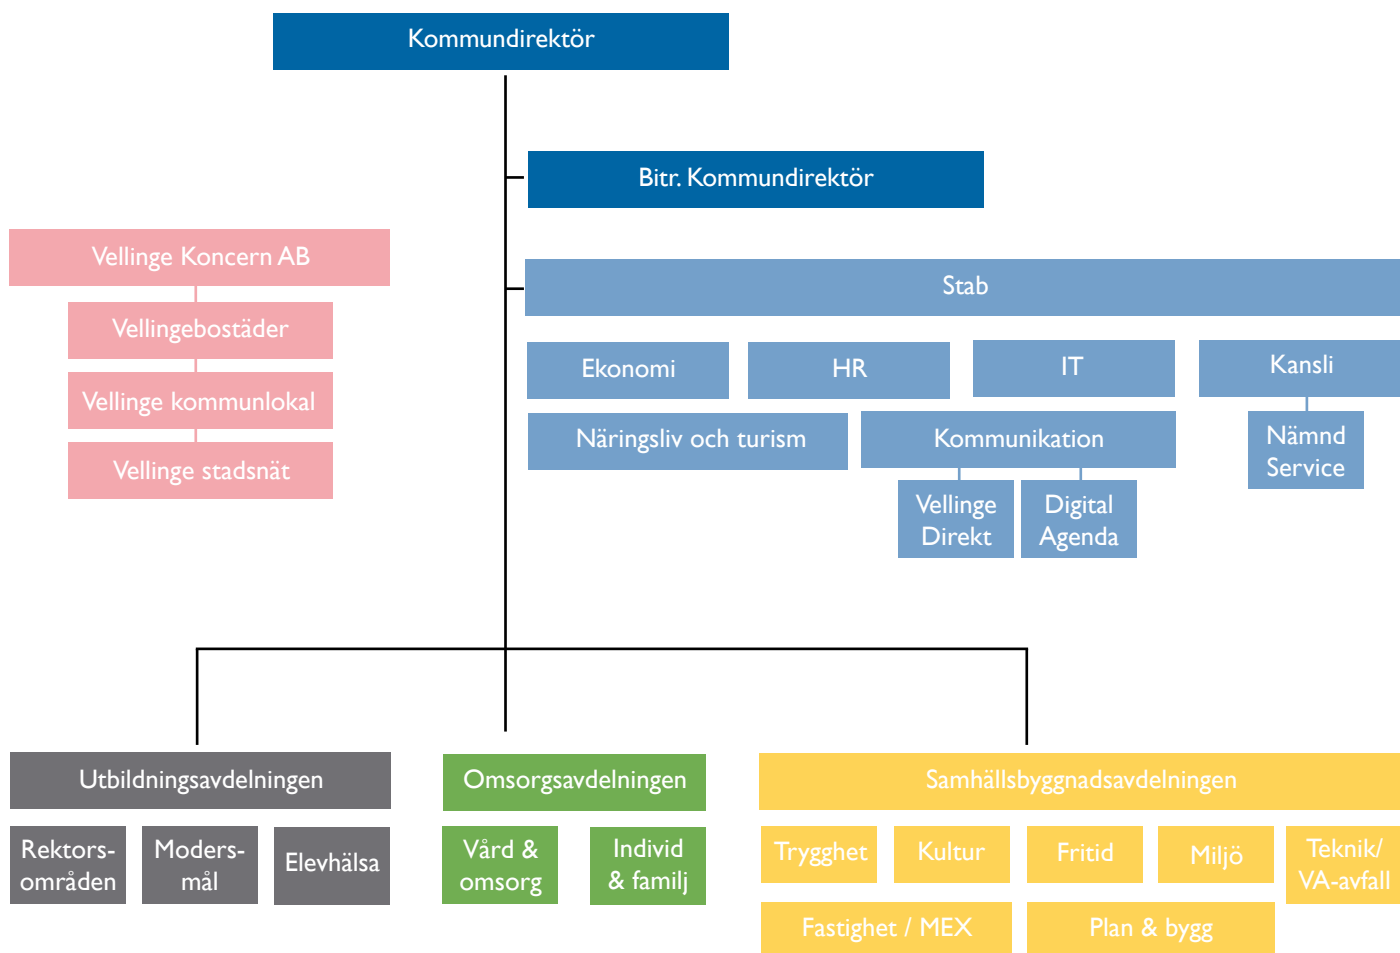 Kommundirektör
Bitr. Kommundirektör
Vellinge Koncern AB
Vellingebostäder
Vellinge kommunlokal
Vellinge stadsnät
Stab
Ekonomi
HR
IT
Kansli
Näringsliv och turism
Kommunikation
Nämnd
Service
Vellinge
Direkt
Digital
Agenda
Utbildningsavdelningen
Rektors-
områden
Moders-
mål
Elevhälsa
Omsorgsavdelningen
Vård &
omsorg
Individ
& familj
Samhällsbyggnadsavdelningen
Trygghet
Kultur
Fritid
Miljö
Teknik/
VA-avfall
Fastighet / MEX
Plan & bygg